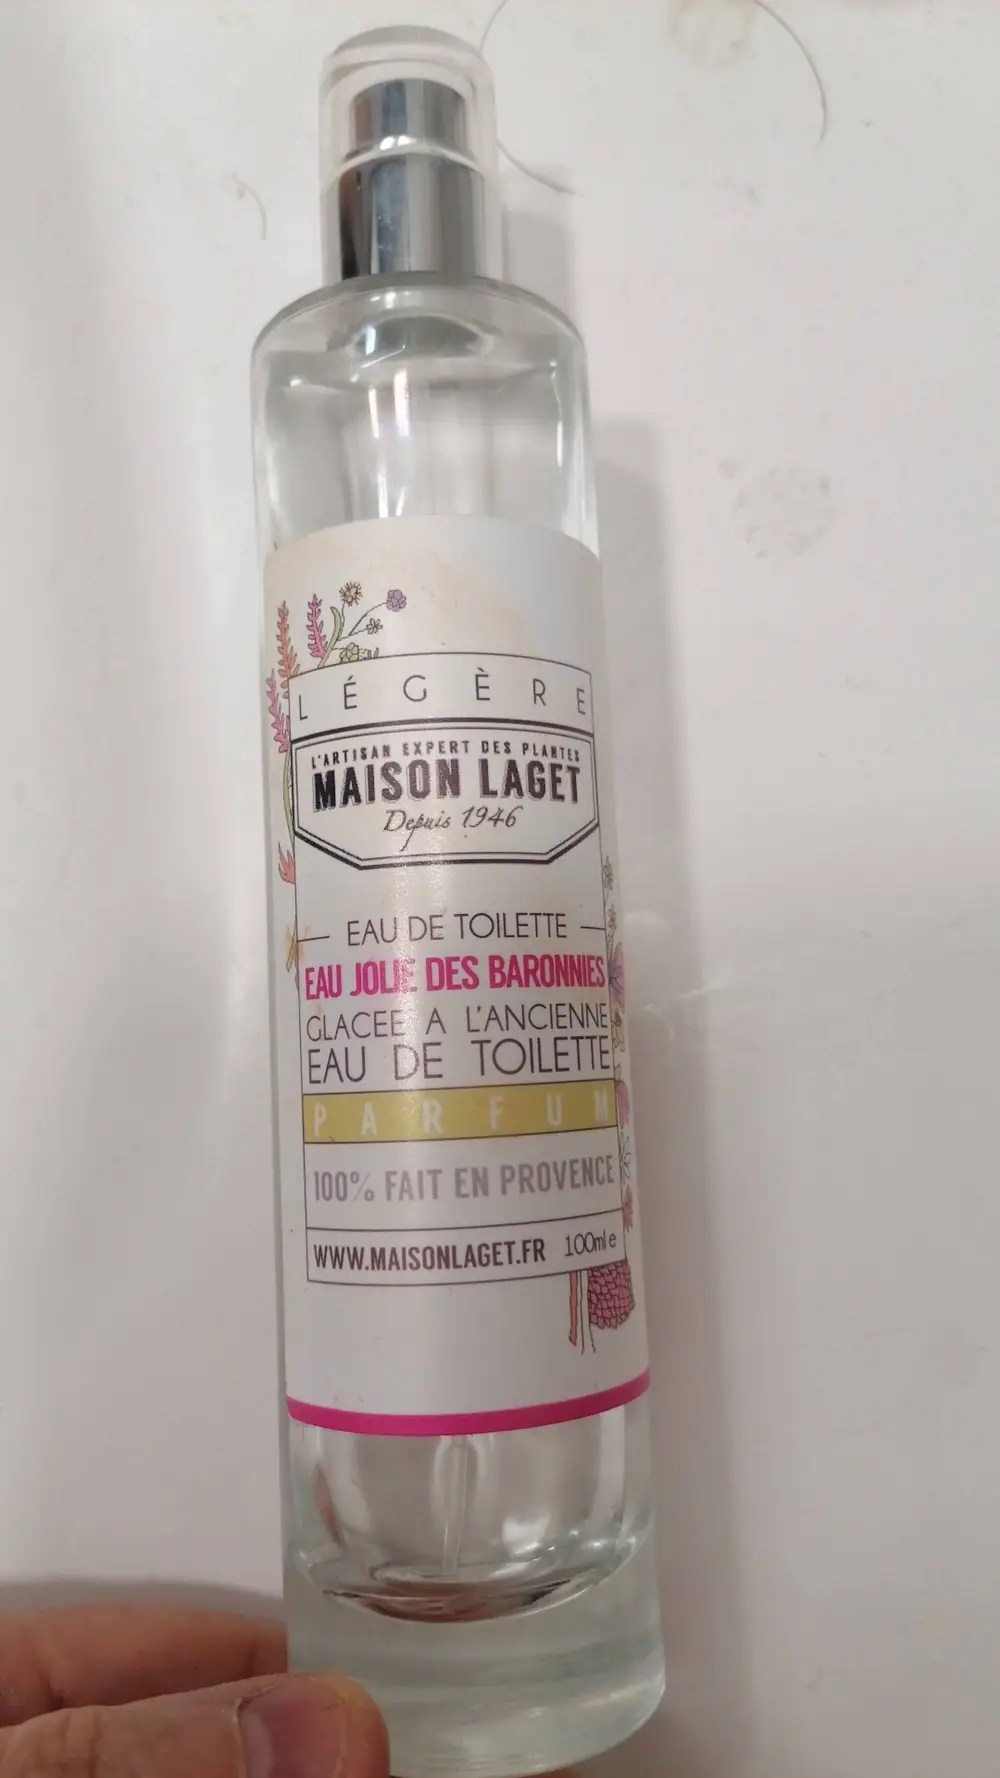 LÉGÈRE
L'ARTISAN EXPERT DES PLANTES
MAISON LAGET
Depuis 1946
EAU DE TOILETTE
EAU JOLIE DES BARONNIES
GLACEE A L'ANCIENNE
EAU DE TOILETTE
PARFUM
100% FAIT EN PROVENCE
WWW.MAISONLAGET.FR 100ml e